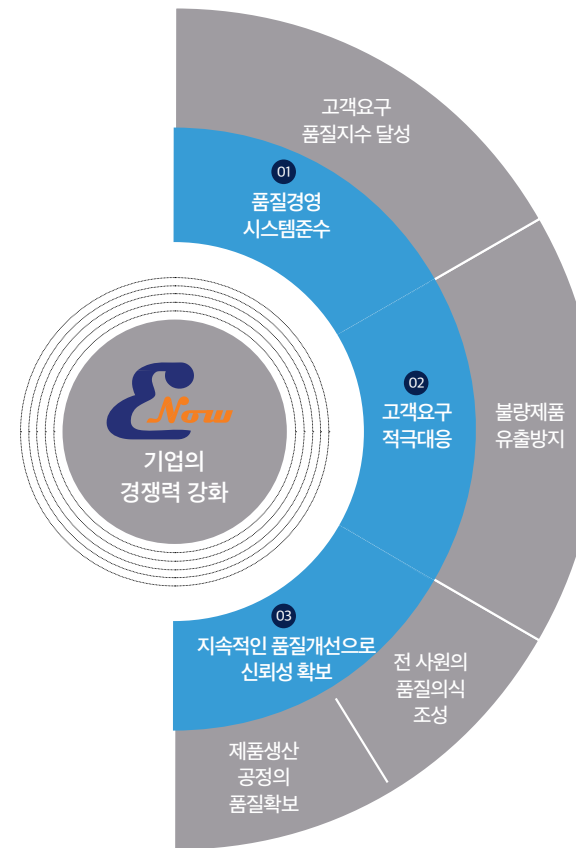 고객요구
품질지수 달성
01
품질경영
시스템준수
02
고객요구
적극대응
불량제품
유출방지
E Now
기업의
경쟁력 강화
03
지속적인 품질개선으로
신뢰성 확보
전 사원의
품질의식
조성
제품생산
공정의
품질확보